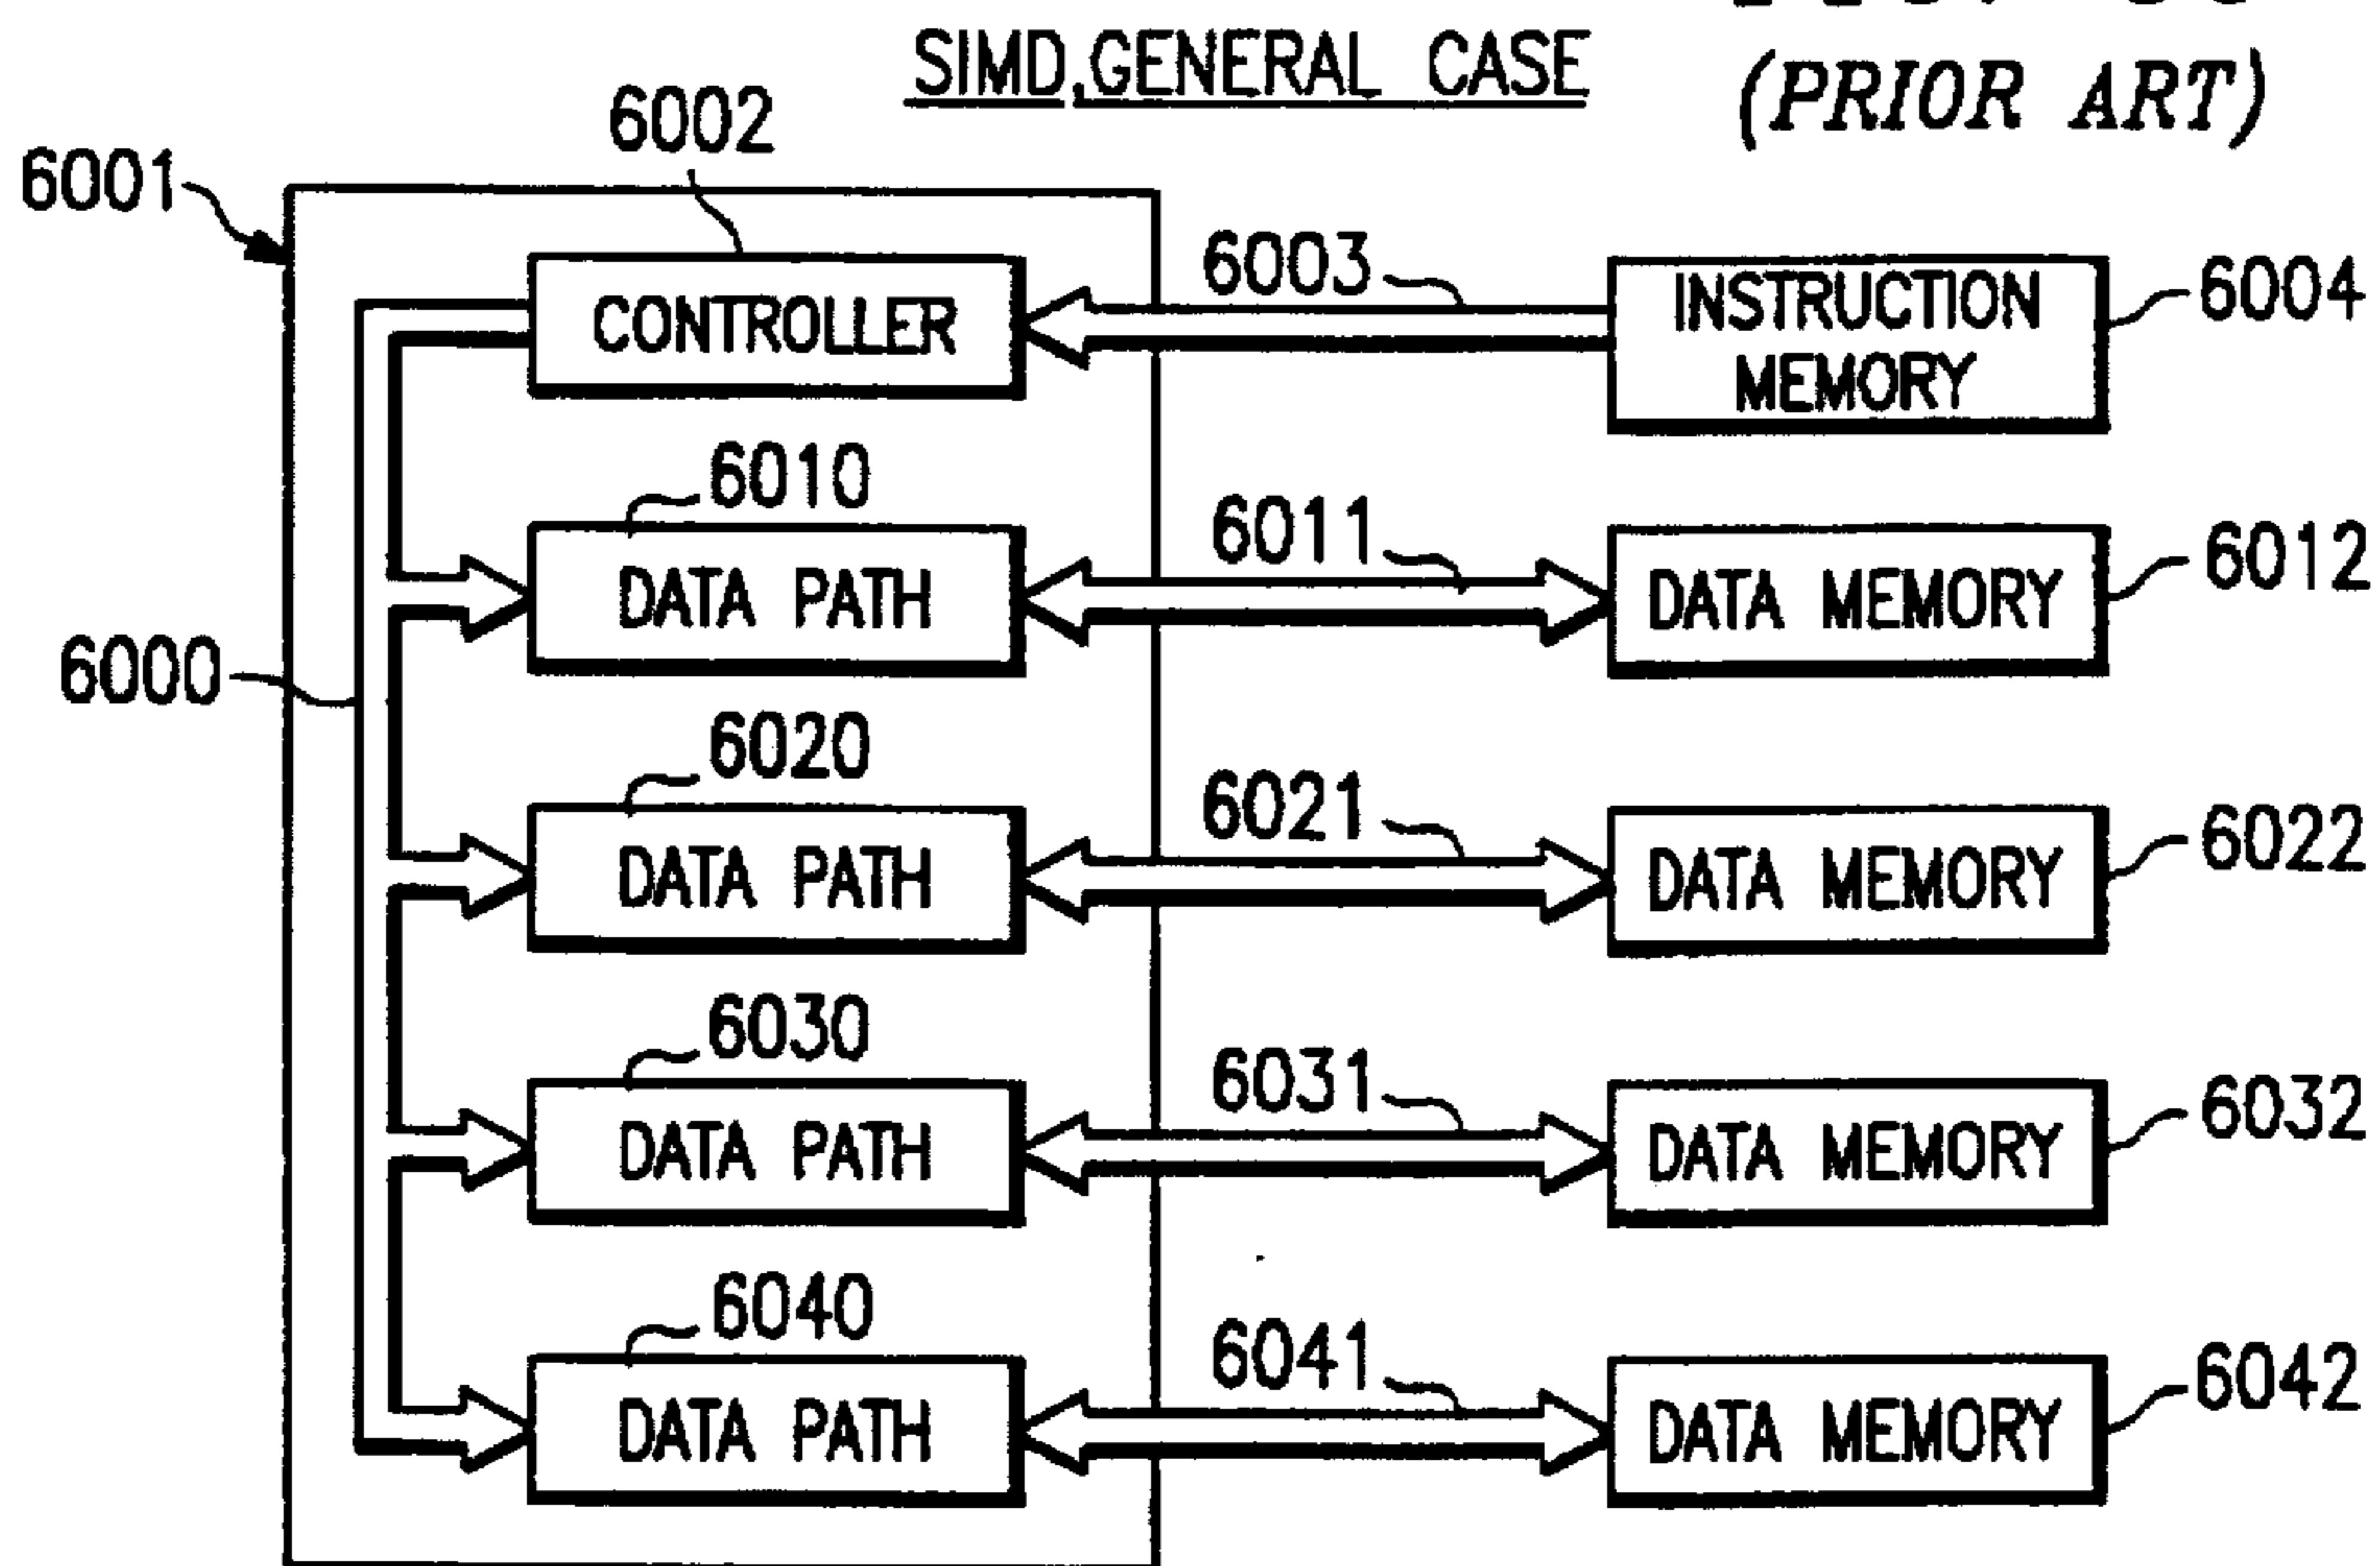 SIMD, GENERAL CASE
(PRIOR ART)
6002
6001
6003
CONTROLLER
INSTRUCTION
MEMORY
6004
6010
6011
DATA PATH
DATA MEMORY
6012
6000
6020
6021
DATA PATH
DATA MEMORY
6022
6030
6031
DATA PATH
DATA MEMORY
6032
6040
6041
DATA PATH
DATA MEMORY
6042